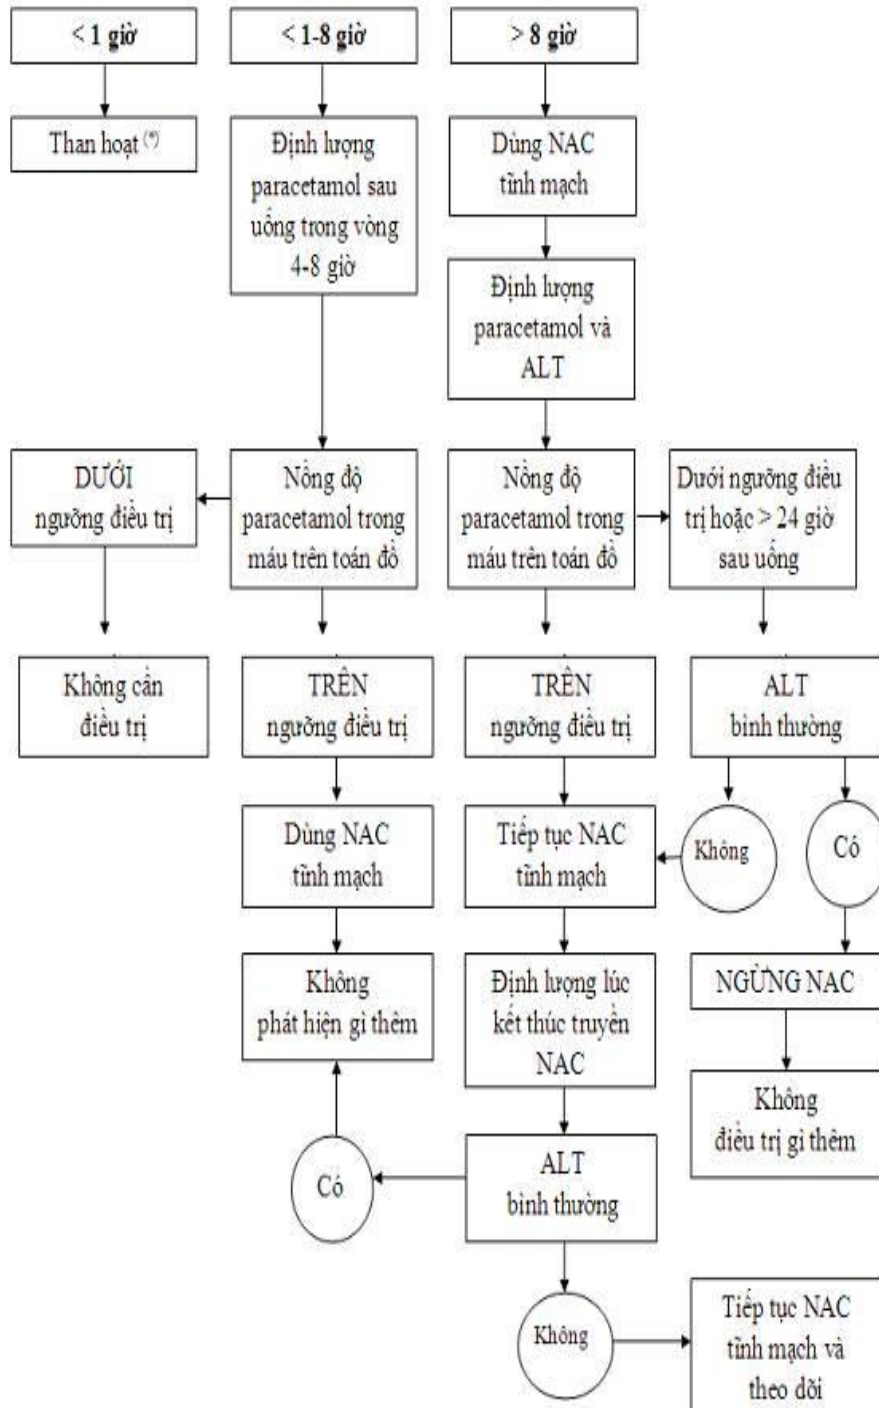 < 1 giờ
< 1-8 giờ
> 8 giờ
Than hoạt (*)
Định lượng
paracetamol sau
uống trong vòng
4-8 giờ
Dùng NAC
tĩnh mạch
Định lượng
paracetamol và
ALT
DƯỚI
ngưỡng điều trị
Nồng độ
paracetamol trong
máu trên toán đồ
Nồng độ
paracetamol trong
máu trên toán đồ
Dưới ngưỡng điều
trị hoặc > 24 giờ
sau uống
Không cần
điều trị
TRÊN
ngưỡng điều trị
TRÊN
ngưỡng điều trị
ALT
bình thường
Dùng NAC
tĩnh mạch
Tiếp tục NAC
tĩnh mạch
Không
Có
Không
phát hiện gì thêm
Định lượng lúc
kết thúc truyền
NAC
NGỪNG NAC
Không
điều trị gì thêm
Có
ALT
bình thường
Không
Tiếp tục NAC
tĩnh mạch và
theo dõi